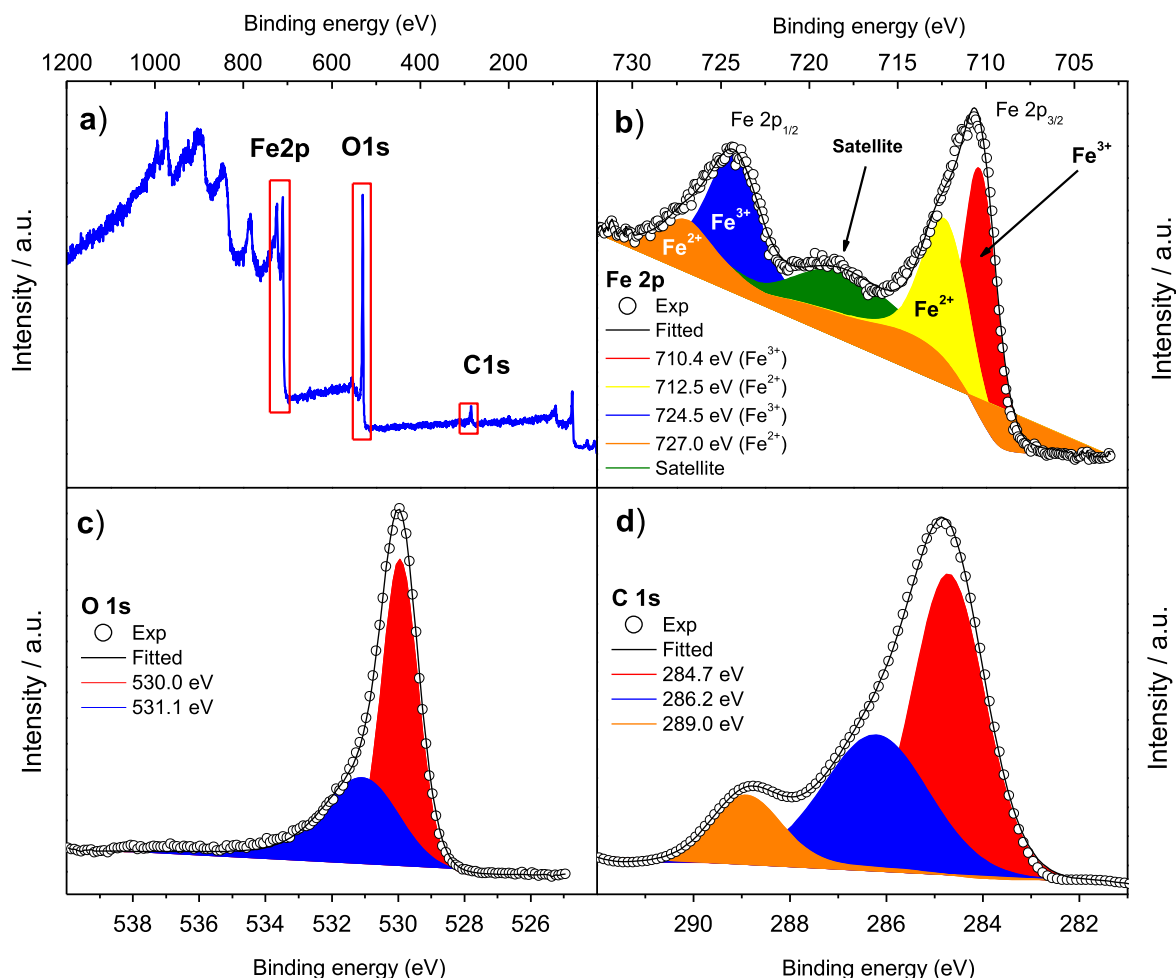 Binding energy (eV)
Binding energy (eV)
1200 1000 800 600 400 200
730 725 720 715 710 705
a)
Fe2p
O1s
C1s
Intensity / a.u.
b)
Fe 2p1/2
Satellite
Fe 2p3/2
Fe3+
Fe2+
Fe3+
Fe2+
Fe 2p
Exp
Fitted
710.4 eV (Fe3+)
712.5 eV (Fe2+)
724.5 eV (Fe3+)
727.0 eV (Fe2+)
Satellite
Intensity / a.u.
c)
O 1s
Exp
Fitted
530.0 eV
531.1 eV
Intensity / a.u.
d)
C 1s
Exp
Fitted
284.7 eV
286.2 eV
289.0 eV
Intensity / a.u.
538 536 534 532 530 528 526
290 288 286 284 282
Binding energy (eV)
Binding energy (eV)